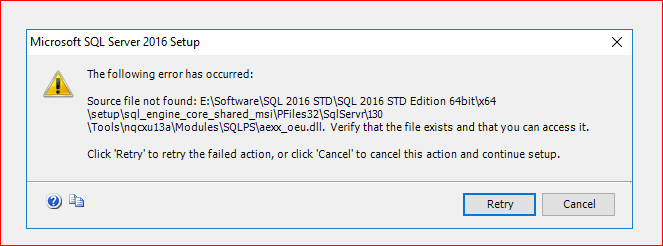 Microsoft SQL Server 2016 Setup
The following error has occurred:
Source file not found: E:\Software\SQL 2016 STD\SQL 2016 STD Edition 64bit\x64
\setup\sql_engine_core_shared_msi\PFiles32\SqlServr\130
\Tools\nqcxu13a\Modules\SQLPS\aexx_oeu.dll. Verify that the file exists and that you can access it.
Click 'Retry' to retry the failed action, or click 'Cancel' to cancel this action and continue setup.
Retry
Cancel